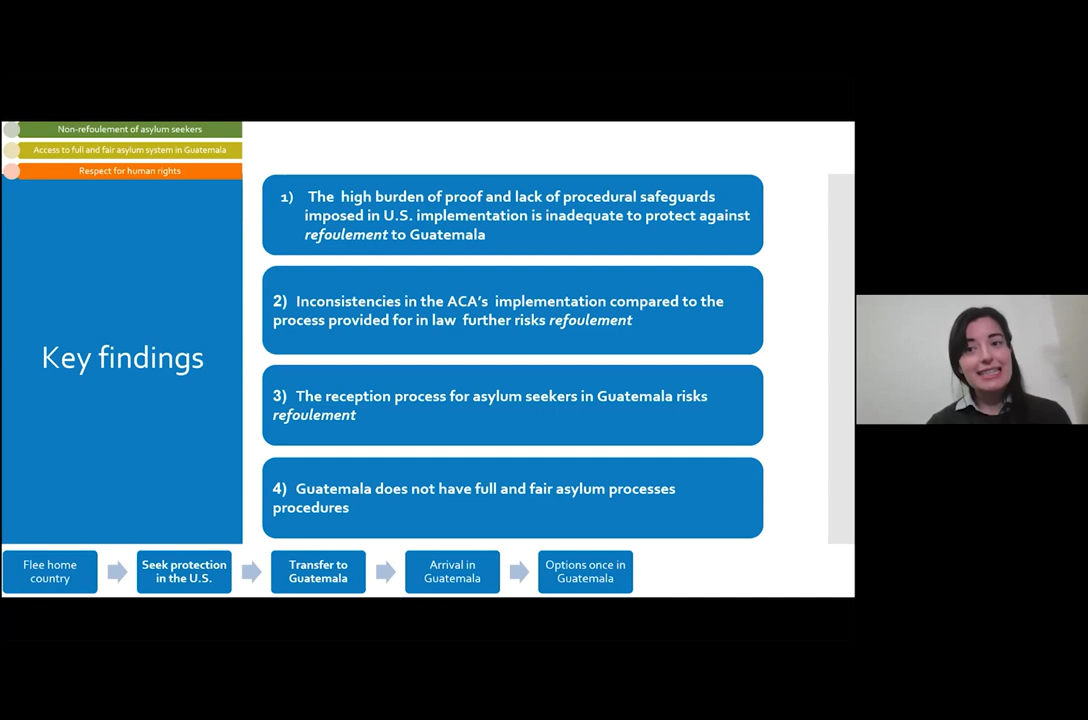 Non-refoulement of asylum seekers
Access to full and fair asylum system in Guatemala
Respect for human rights
Key findings
1) The high burden of proof and lack of procedural safeguards
imposed in U.S. implementation is inadequate to protect against
refoulement to Guatemala
2) Inconsistencies in the ACA's implementation compared to the
process provided for in law further risks refoulement
3) The reception process for asylum seekers in Guatemala risks
refoulement
4) Guatemala does not have full and fair asylum processes
procedures
Flee home
country
Seek protection
in the U.S.
Transfer to
Guatemala
Arrival in
Guatemala
Options once in
Guatemala